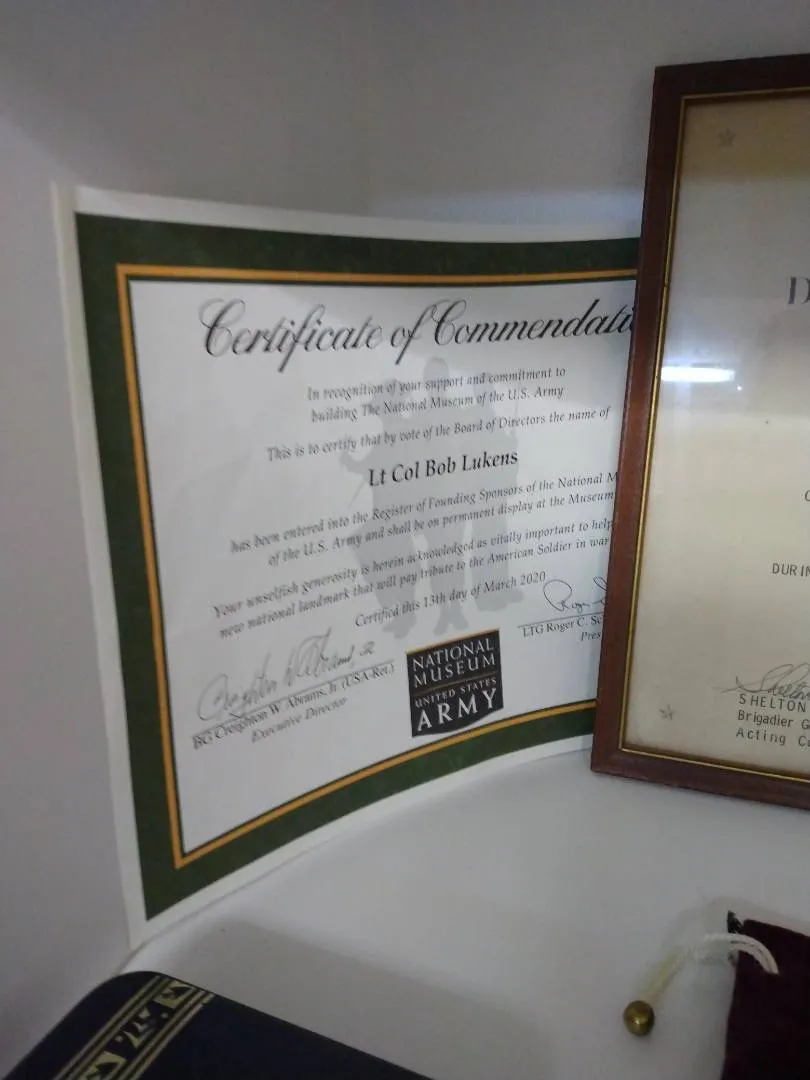 Certificate of Commendati
In recognition of your support and commitment to
building The National Museum of the U.S. Army
This is to certify that by vote of the Board of Directors the name of
Lt Col Bob Lukens
has been entered into the Register of Founding Sponsors of the National M
of the U.S. Army and shall be on permanent display at the Museum
Your unselfish generosity is herein acknowledged as vitally important to help
new national landmark that will pay tribute to the American Soldier in war
Certified this 13th day of March 2020
BG Creighton W. Abrams, Jr. (USA-Ret.)
Executive Director
NATIONAL
MUSEUM
UNITED STATES
ARMY
LTG Roger C. Sc
Pres
D
DURIN
SHELTON
Brigadier G
Acting Co